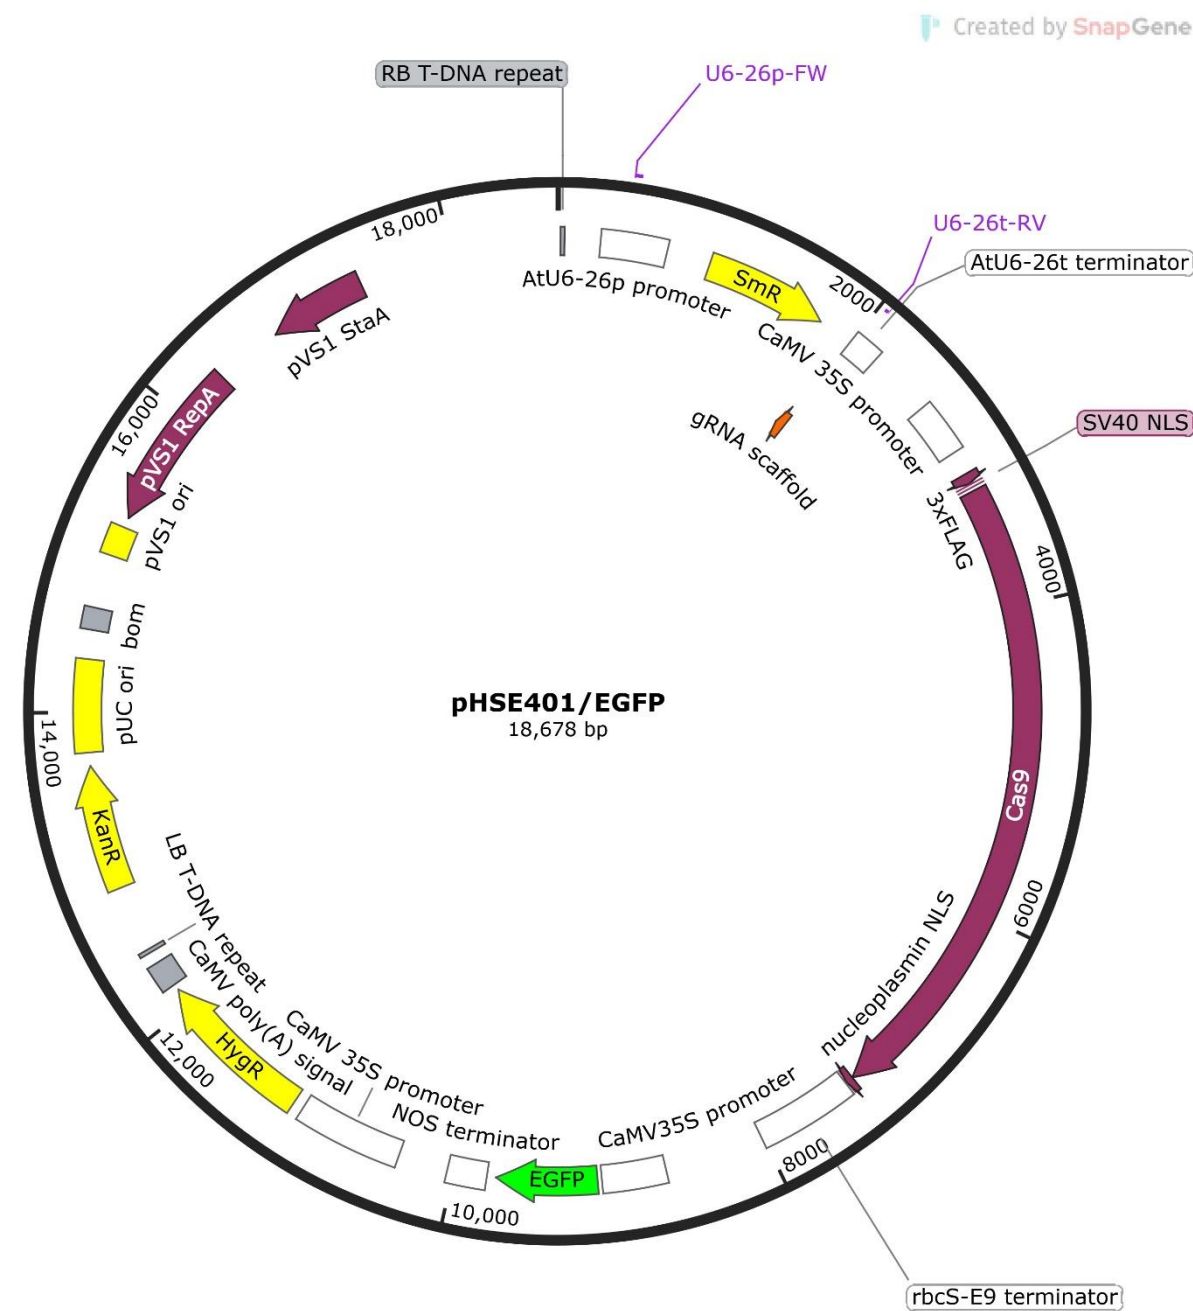 Created by SnapGene
RB T-DNA repeat
U6-26p-FW
U6-26t-RV
AtU6-26t terminator
18,000
AtU6-26p promoter
SmR
2000
pVS1 StaA
CaMV 35S promoter
gRNA scaffold
SV40 NLS
16,000
pVS1 RepA
3xFLAG
pVS1 ori
4000
bom
pHSE401/EGFP
18,678 bp
pUC ori
14,000
Cas9
KanR
LB T-DNA repeat
6000
nucleoplasmin NLS
CaMV poly(A) signal
HygR
12,000
CaMV 35S promoter
NOS terminator
CaMV35S promoter
8000
EGFP
10,000
rbcS-E9 terminator